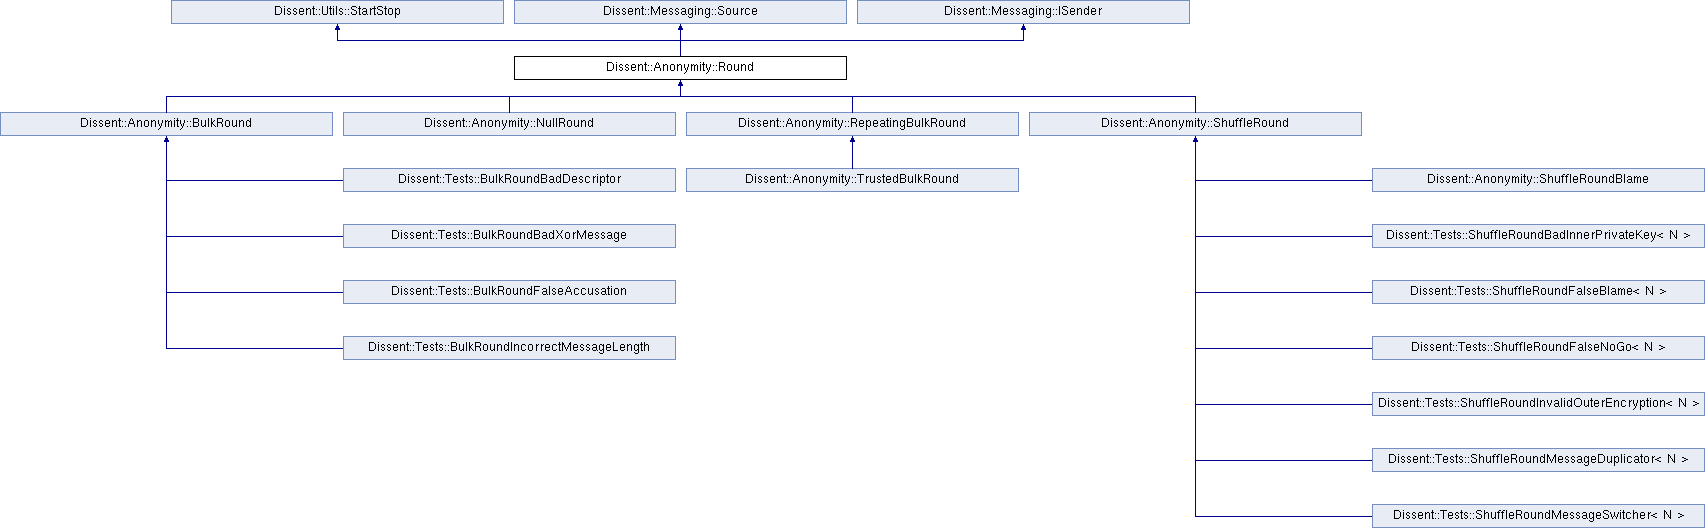 Dissent::Utils::StartStop
Dissent::Messaging::Source
Dissent::Messaging::ISender
Dissent::Anonymity::Round
Dissent::Anonymity::BulkRound
Dissent::Anonymity::NullRound
Dissent::Anonymity::RepeatingBulkRound
Dissent::Anonymity::ShuffleRound
Dissent::Tests::BulkRoundBadDescriptor
Dissent::Anonymity::TrustedBulkRound
Dissent::Anonymity::ShuffleRoundBlame
Dissent::Tests::BulkRoundBadXorMessage
Dissent::Tests::ShuffleRoundBadInnerPrivateKey< N >
Dissent::Tests::BulkRoundFalseAccusation
Dissent::Tests::ShuffleRoundFalseBlame< N >
Dissent::Tests::BulkRoundIncorrectMessageLength
Dissent::Tests::ShuffleRoundFalseNoGo< N >
Dissent::Tests::ShuffleRoundInvalidOuterEncryption< N >
Dissent::Tests::ShuffleRoundMessageDuplicator< N >
Dissent::Tests::ShuffleRoundMessageSwitcher< N >